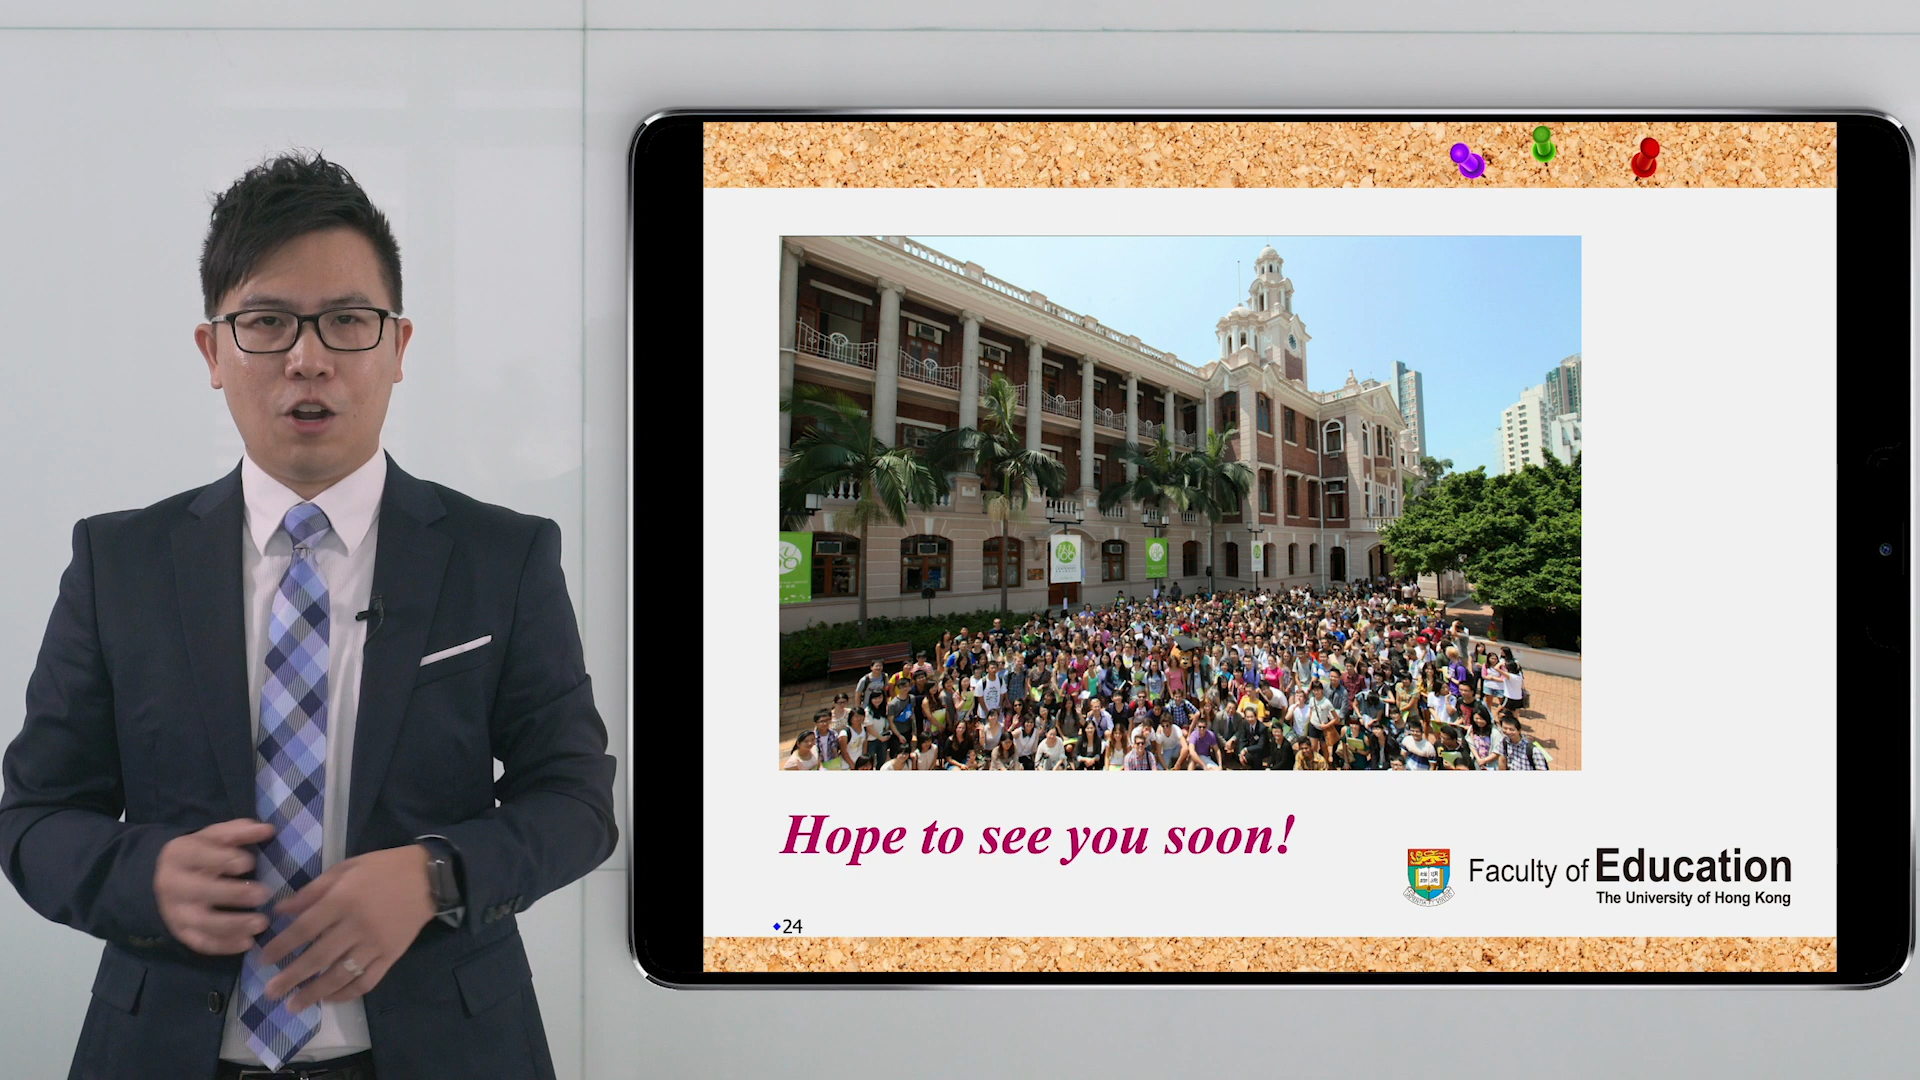 Hope to see you soon!
Faculty of Education
The University of Hong Kong
24